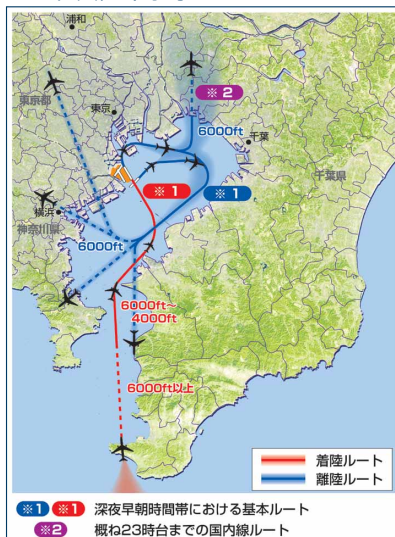 浦和
※2
東京都
東京
6000ft
千葉
千葉県
※1
※1
横浜
神奈川県
6000ft
6000ft〜
4000ft
6000ft以上
着陸ルート
離陸ルート
※1 ※1 深夜早朝時間帯における基本ルート
※2 概ね23時台までの国内線ルート